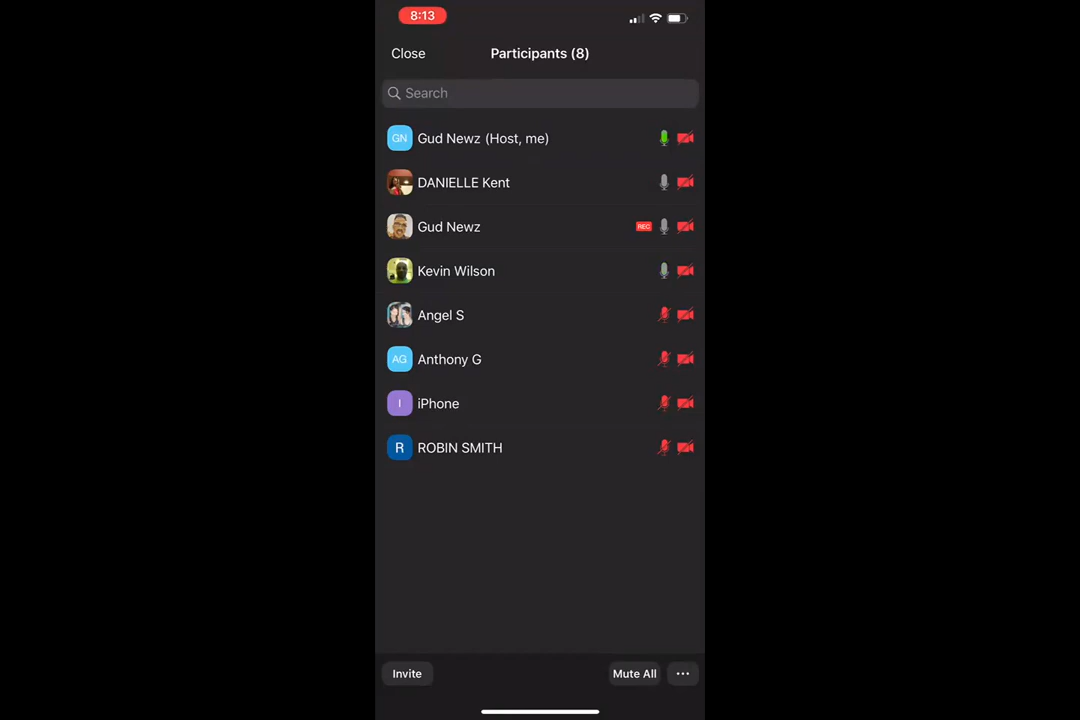 8:13
Close
Participants (8)
Search
GN Gud Newz (Host, me)
DANIELLE Kent
Gud Newz REC
Kevin Wilson
Angel S
AG Anthony G
I iPhone
R ROBIN SMITH
Invite
Mute All